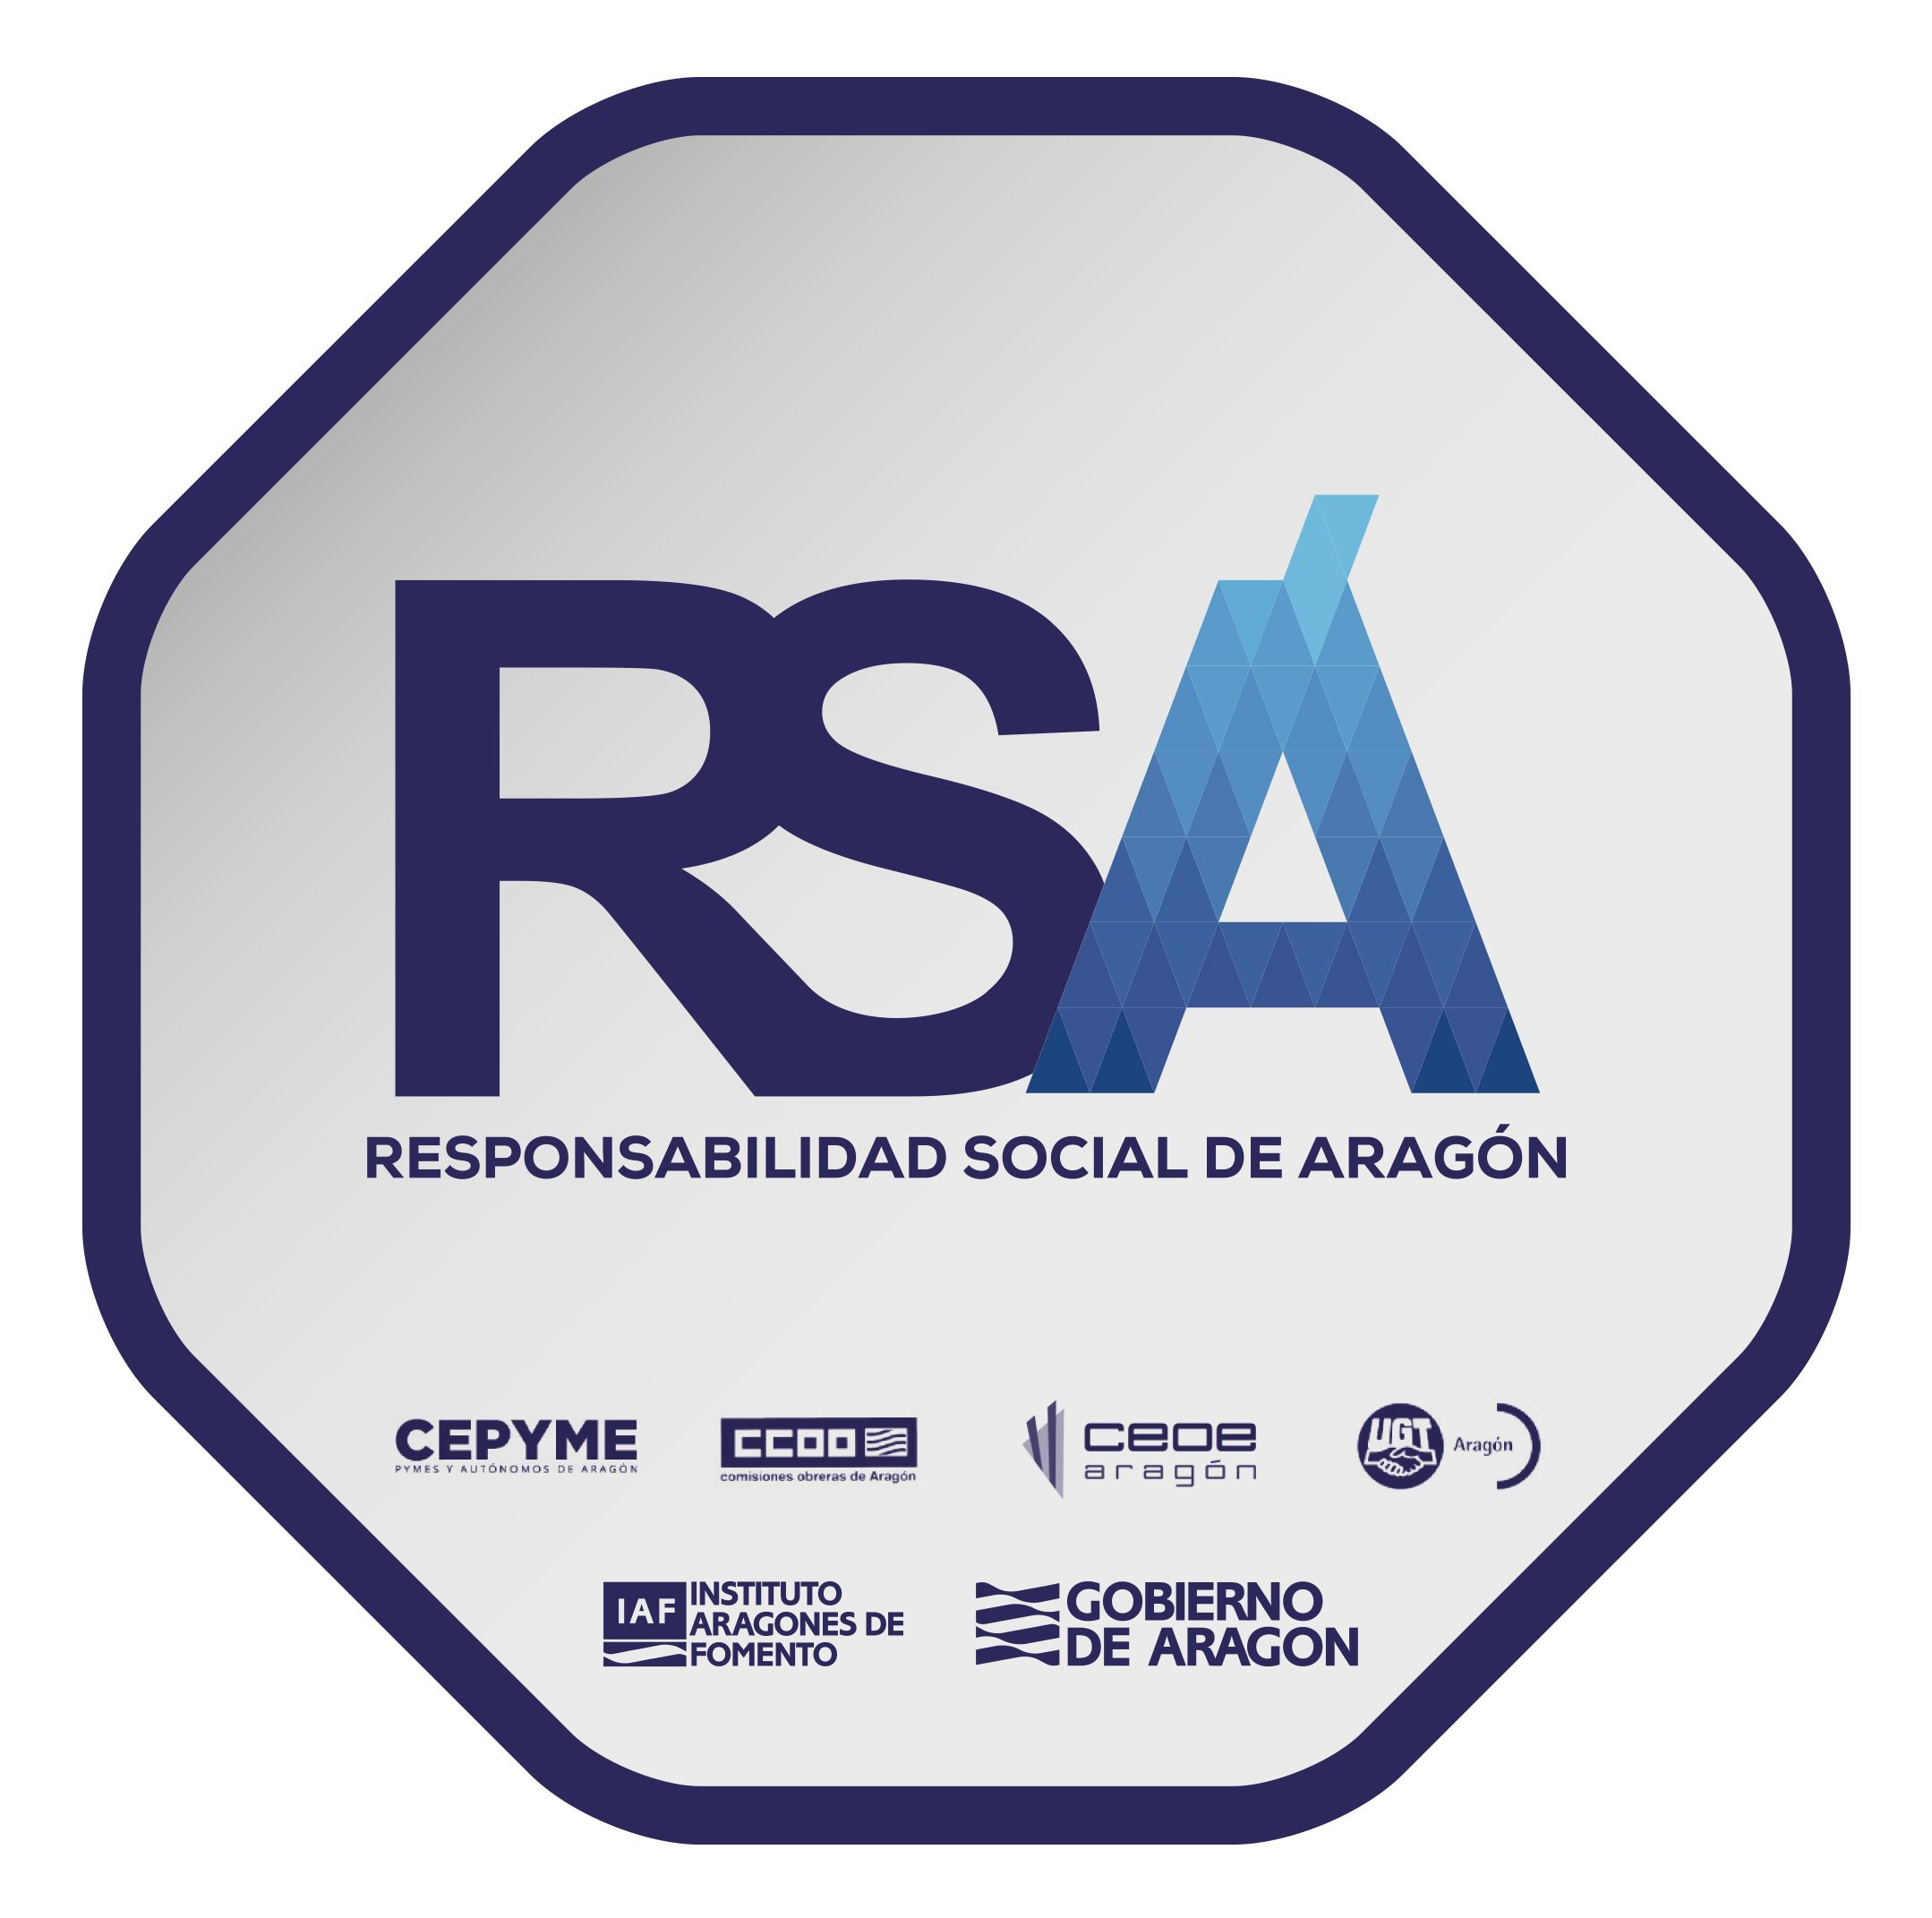 RSÁ
RESPONSABILIDAD SOCIAL DE ARAGÓN
CEPYME
PYMES Y AUTÓNOMOS DE ARAGÓN
CCOO
comisiones obreras de Aragón
ceoe
aragón
UGT
Aragón
IAF
INSTITUTO
ARAGONES DE
FOMENTO
GOBIERNO
DE ARAGON